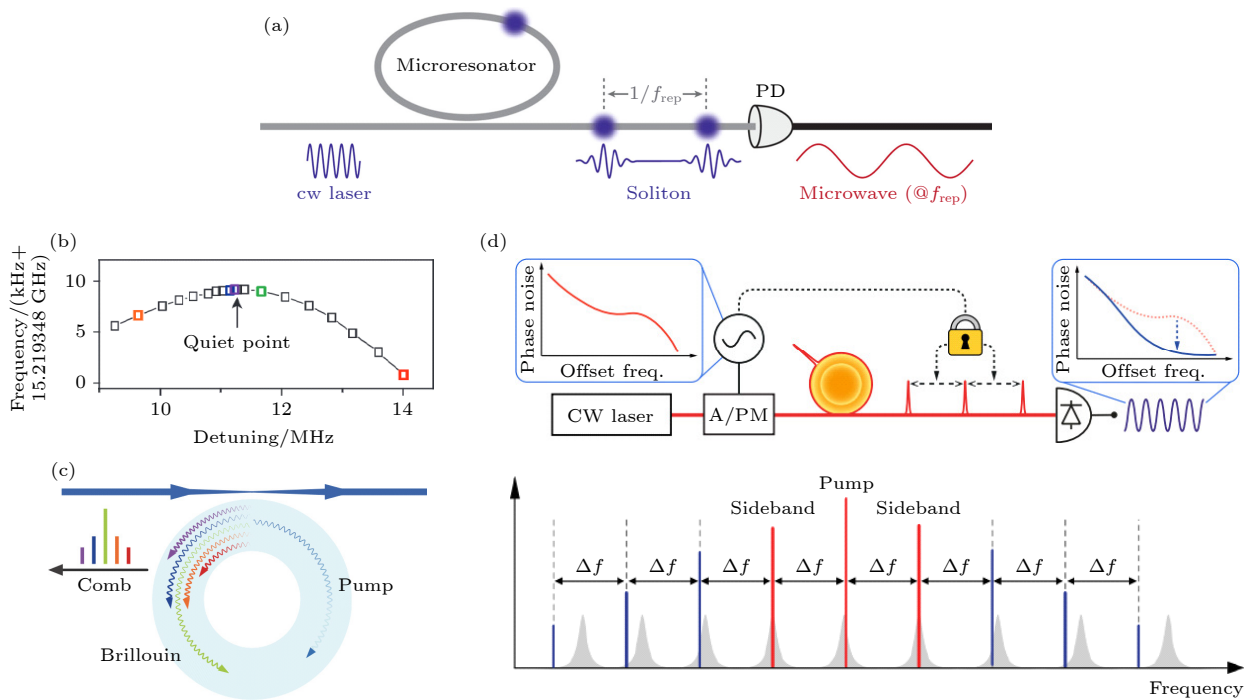 (a)
Microresonator
1/f_rep
PD
cw laser
Soliton
Microwave (@f_rep)
(b)
Frequency/(kHz+
15.219348 GHz)
10
5
0
Quiet point
10
12
14
Detuning/MHz
(c)
Comb
Pump
Brillouin
(d)
Phase noise
Offset freq.
Phase noise
Offset freq.
CW laser
A/PM
Pump
Sideband
Sideband
Δf
Δf
Δf
Δf
Δf
Δf
Δf
Δf
Frequency